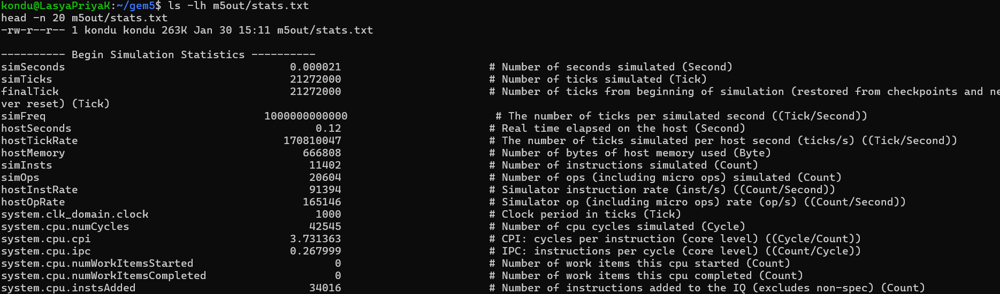 kondu@LasyaPriyaK:~/gem5$ ls -lh m5out/stats.txt
head -n 20 m5out/stats.txt
-rw-r--r-- 1 kondu kondu 263K Jan 30 15:11 m5out/stats.txt
---------- Begin Simulation Statistics ----------
simSeconds 0.000021 # Number of seconds simulated (Second)
simTicks 21272000 # Number of ticks simulated (Tick)
finalTick 21272000 # Number of ticks from beginning of simulation (restored from checkpoints and ne
ver reset) (Tick)
simFreq 1000000000000 # The number of ticks per simulated second ((Tick/Second))
hostSeconds 0.12 # Real time elapsed on the host (Second)
hostTickRate 170810047 # The number of ticks simulated per host second (ticks/s) ((Tick/Second))
hostMemory 666808 # Number of bytes of host memory used (Byte)
simInsts 11402 # Number of instructions simulated (Count)
simOps 20604 # Number of ops (including micro ops) simulated (Count)
hostInstRate 91394 # Simulator instruction rate (inst/s) ((Count/Second))
hostOpRate 165146 # Simulator op (including micro ops) rate (op/s) ((Count/Second))
system.clk_domain.clock 1000 # Clock period in ticks (Tick)
system.cpu.numCycles 42545 # Number of cpu cycles simulated (Cycle)
system.cpu.cpi 3.731363 # CPI: cycles per instruction (core level) ((Cycle/Count))
system.cpu.ipc 0.267999 # IPC: instructions per cycle (core level) ((Count/Cycle))
system.cpu.numWorkItemsStarted 0 # Number of work items this cpu started (Count)
system.cpu.numWorkItemsCompleted 0 # Number of work items this cpu completed (Count)
system.cpu.instsAdded 34016 # Number of instructions added to the IQ (excludes non-spec) (Count)